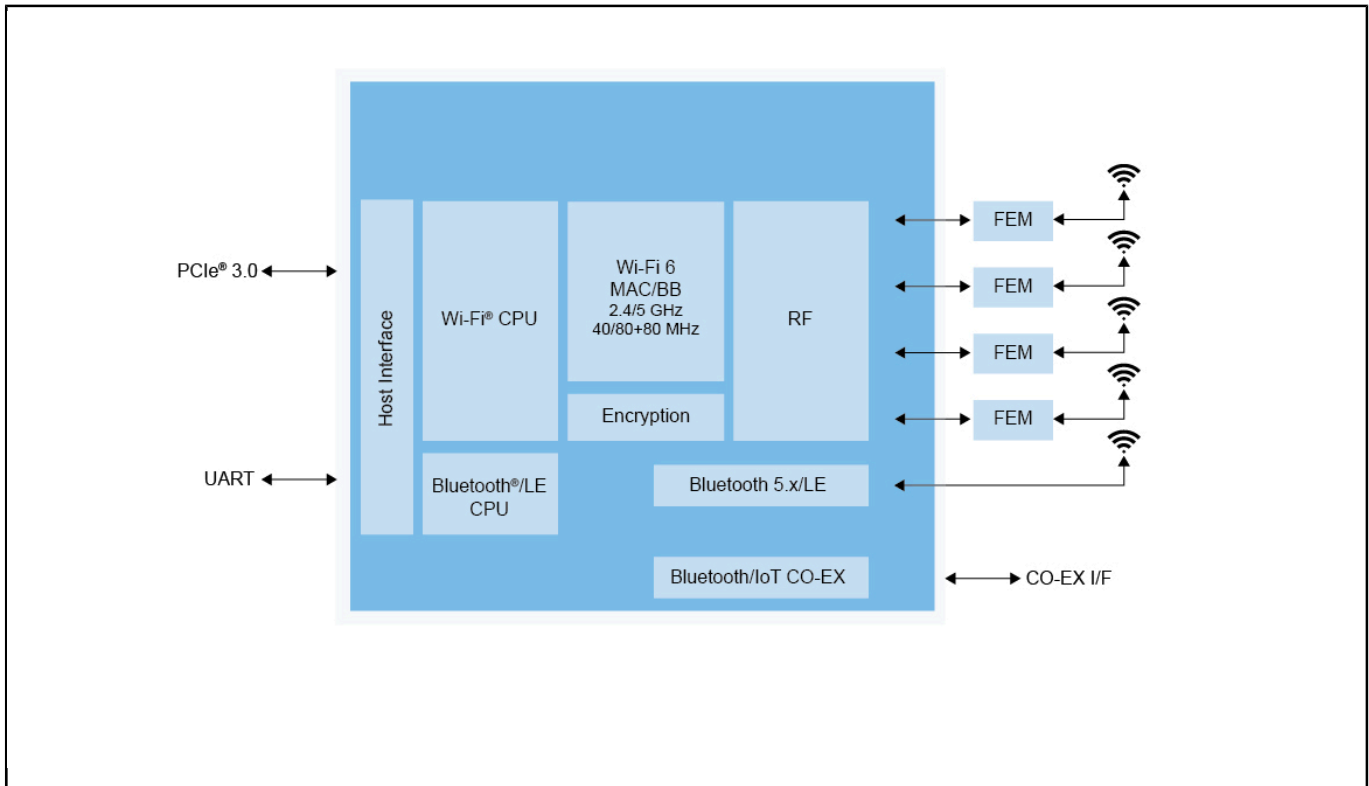 PCIe® 3.0
UART
Host Interface
Wi-Fi® CPU
Bluetooth®/LE
CPU
Wi-Fi 6
MAC/BB
2.4/5 GHz
40/80+80 MHz
Encryption
RF
Bluetooth 5.x/LE
Bluetooth/IoT CO-EX
FEM
FEM
FEM
FEM
CO-EX I/F